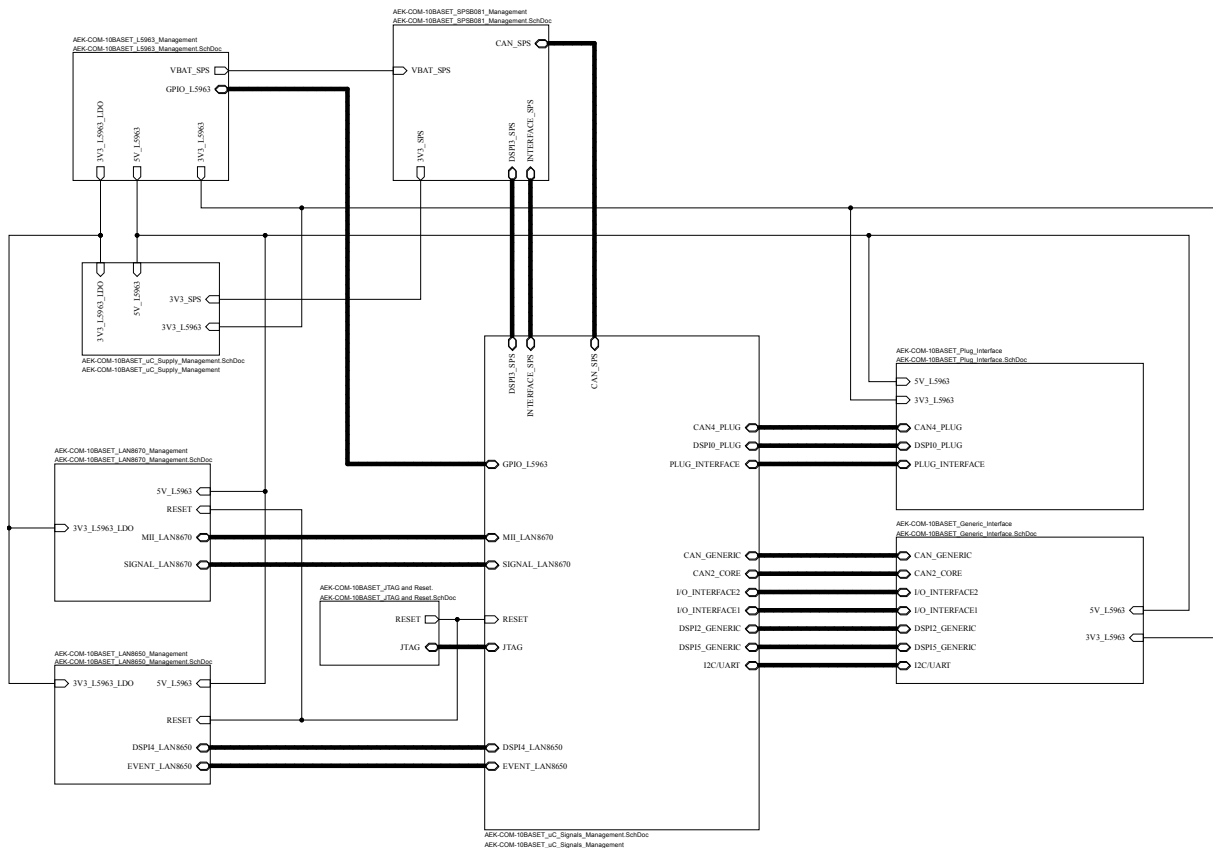 AEK-COM-10BASET_SPSB081_Management
AEK-COM-10BASET_SPSB081_Management.SchDoc
CAN_SPS
VBAT_SPS
3V3_SPS
DSPI3_SPS
INTERFACE_SPS
AEK-COM-10BASET_L5963_Management
AEK-COM-10BASET_L5963_Management.SchDoc
VBAT_SPS
GPIO_L5963
3V3_L5963_LDO
5V_L5963
3V3_L5963
3V3_L5963_LDO
5V_L5963
3V3_SPS
3V3_L5963
AEK-COM-10BASET_uC_Supply_Management.SchDoc
AEK-COM-10BASET_uC_Supply_Management
DSPI3_SPS
INTERFACE_SPS
CAN_SPS
GPIO_L5963
MII_LAN8670
SIGNAL_LAN8670
RESET
JTAG
DSPI4_LAN8650
EVENT_LAN8650
CAN4_PLUG
DSPI0_PLUG
PLUG_INTERFACE
CAN_GENERIC
CAN2_CORE
I/O_INTERFACE2
I/O_INTERFACE1
DSPI2_GENERIC
DSPI5_GENERIC
I2C/UART
AEK-COM-10BASET_uC_Signals_Management.SchDoc
AEK-COM-10BASET_uC_Signals_Management
AEK-COM-10BASET_Plug_Interface
AEK-COM-10BASET_Plug_Interface.SchDoc
5V_L5963
3V3_L5963
CAN4_PLUG
DSPI0_PLUG
PLUG_INTERFACE
AEK-COM-10BASET_LAN8670_Management
AEK-COM-10BASET_LAN8670_Management.SchDoc
5V_L5963
RESET
3V3_L5963_LDO
MII_LAN8670
SIGNAL_LAN8670
AEK-COM-10BASET_Generic_Interface
AEK-COM-10BASET_Generic_Interface.SchDoc
CAN_GENERIC
CAN2_CORE
I/O_INTERFACE2
I/O_INTERFACE1
DSPI2_GENERIC
DSPI5_GENERIC
I2C/UART
5V_L5963
3V3_L5963
AEK-COM-10BASET_JTAG and Reset.
AEK-COM-10BASET_JTAG and Reset.SchDoc
RESET
JTAG
AEK-COM-10BASET_LAN8650_Management
AEK-COM-10BASET_LAN8650_Management.SchDoc
3V3_L5963_LDO
5V_L5963
RESET
DSPI4_LAN8650
EVENT_LAN8650